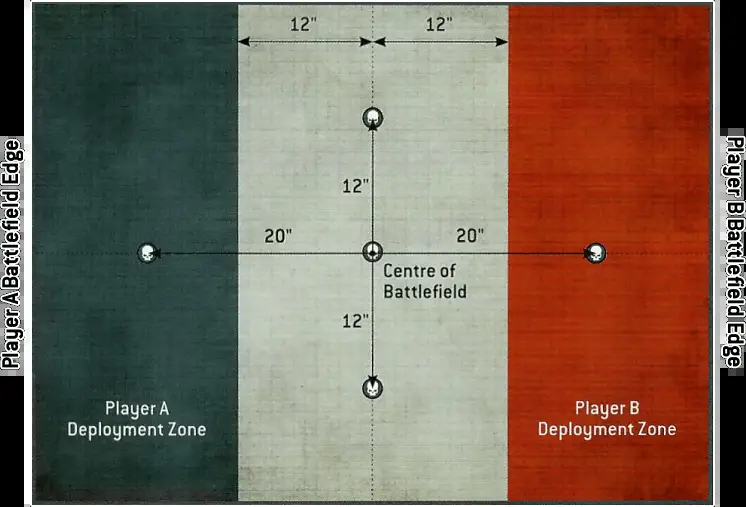 12" 12"
Player A Battlefield Edge
12"
20" 20"
Centre of
Battlefield
12"
Player A
Deployment Zone
Player B
Deployment Zone
Player B Battlefield Edge